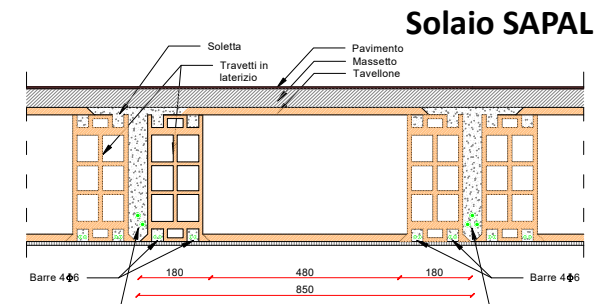 Solaio SAPAL
Soletta
Pavimento
Massetto
Travetti in
laterizio
Tavellone
Barre 4ϕ6
180
480
180
Barre 4ϕ6
850